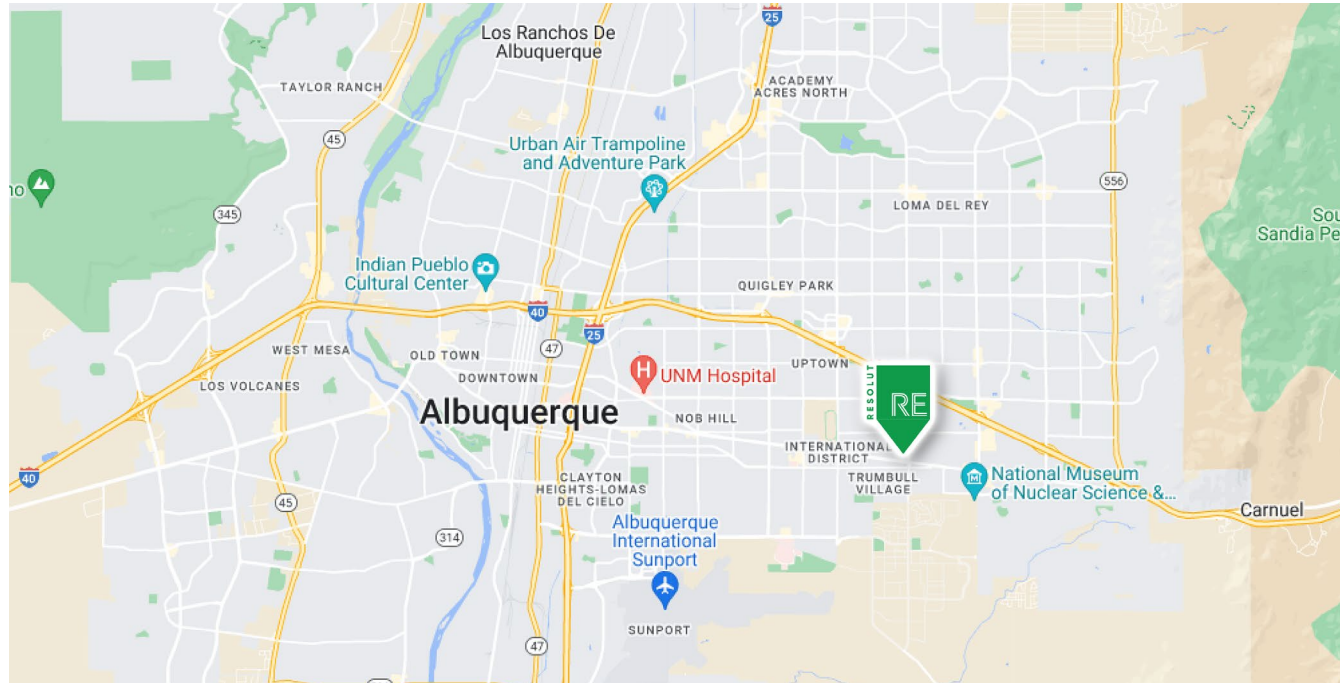 25
Los Ranchos De
Albuquerque
TAYLOR RANCH
ACADEMY
ACRES NORTH
45
Urban Air Trampoline
and Adventure Park
556
345
LOMA DEL REY
Sou
Sandia Pe
Indian Pueblo
Cultural Center
QUIGLEY PARK
40
25
47
WEST MESA
OLD TOWN
UPTOWN
LOS VOLCANES
DOWNTOWN
H
UNM Hospital
RESOLUT
RE
Albuquerque
NOB HILL
INTERNATIONAL
DISTRICT
40
CLAYTON
HEIGHTS-LOMAS
DEL CIELO
TRUMBULL
VILLAGE
National Museum
of Nuclear Science &...
45
Carnuel
314
Albuquerque
International
Sunport
SUNPORT
47